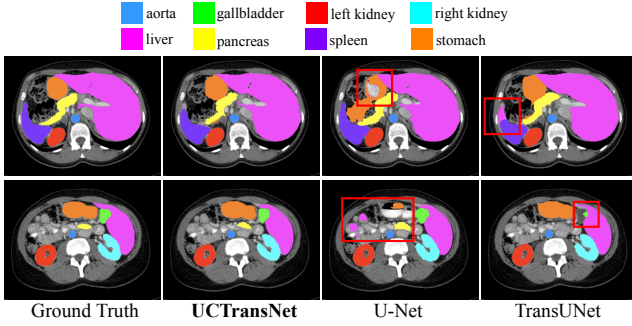 aorta gallbladder left kidney right kidney
liver pancreas spleen stomach
Ground Truth UCTransNet U-Net TransUNet